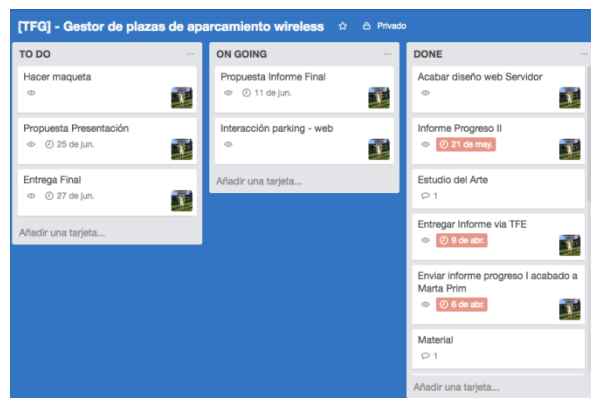 [TFG] - Gestor de plazas de aparcamiento wireless Privado
TO DO
Hacer maqueta
Propuesta Presentación
25 de jun.
Entrega Final
27 de jun.
Añadir una tarjeta...
ON GOING
Propuesta Informe Final
11 de jun.
Interacción parking - web
Añadir una tarjeta...
DONE
Acabar diseño web Servidor
Informe Progreso II
21 de may.
Estudio del Arte
1
Entregar Informe via TFE
9 de abr.
Enviar informe progreso I acabado a
Marta Prim
6 de abr.
Material
1
Añadir una tarjeta...